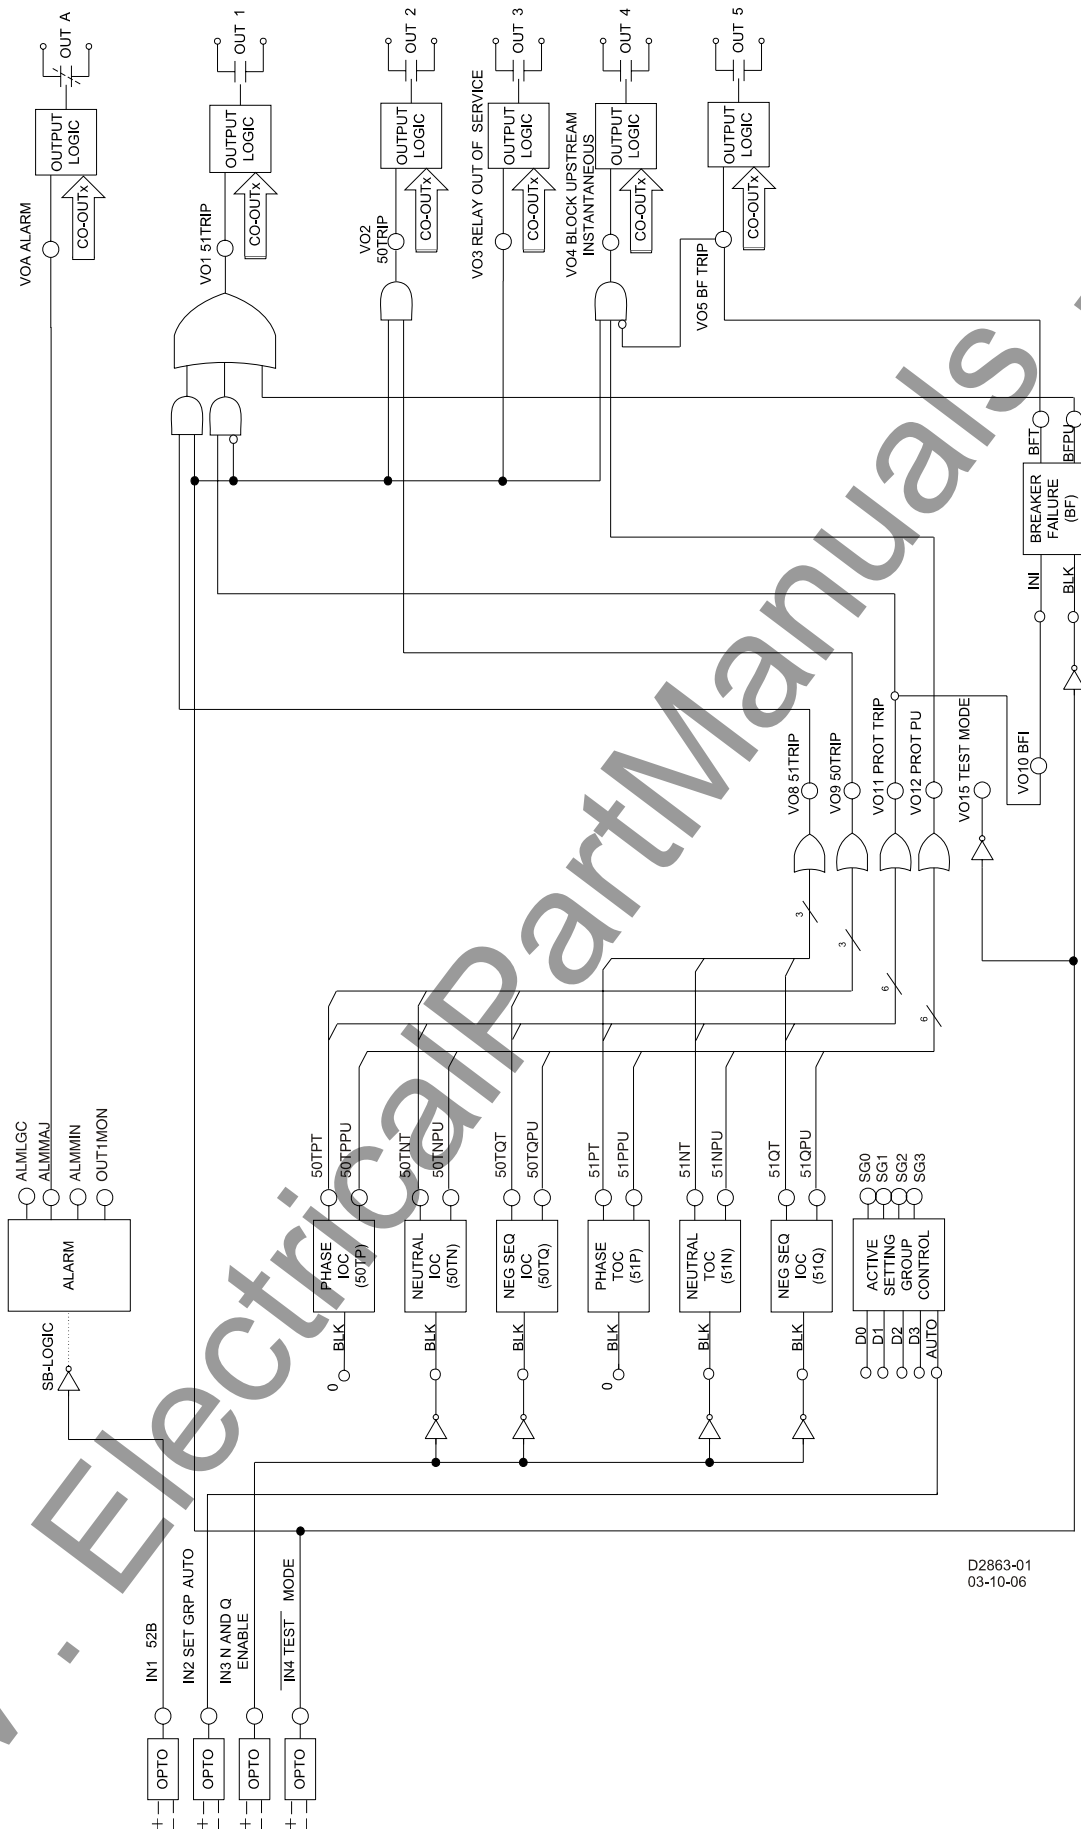 OUT A
OUT 1
OUT 2
OUT 3
OUT 4
OUT 5
OUTPUT
LOGIC
OUTPUT
LOGIC
OUTPUT
LOGIC
OUTPUT
LOGIC
OUTPUT
LOGIC
OUTPUT
LOGIC
CO-OUTx
CO-OUTx
CO-OUTx
CO-OUTx
CO-OUTx
CO-OUTx
VOA ALARM
VO1 51TRIP
VO2
50TRIP
VO3 RELAY OUT OF SERVICE
VO4 BLOCK UPSTREAM
INSTANTANEOUS
VO5 BF TRIP
BFT
BFPU
BREAKER
FAILURE
(BF)
INI
BLK
VO8 51TRIP
VO9 50TRIP
VO11 PROT TRIP
VO12 PROT PU
VO15 TEST MODE
VO10 BFI
3
3
6
6
ALMLGC
ALMMAJ
ALMMIN
OUT1MON
ALARM
SB-LOGIC
50TPT
50TPPU
50TNT
50TNPU
50TQT
50TQPU
51PT
51PPU
51NT
51NPU
51QT
51QPU
SG0
SG1
SG2
SG3
PHASE
IOC
(50TP)
NEUTRAL
IOC
(50TN)
NEG SEQ
IOC
(50TQ)
PHASE
TOC
(51P)
NEUTRAL
TOC
(51N)
NEG SEQ
IOC
(51Q)
ACTIVE
SETTING
GROUP
CONTROL
BLK
BLK
BLK
BLK
BLK
BLK
0
0
D0
D1
D2
D3
AUTO
IN1 52B
IN2 SET GRP AUTO
IN3 N AND Q
ENABLE
IN4 TEST MODE
OPTO
OPTO
OPTO
OPTO
+
–
+
–
+
–
+
–
D2863-01
03-10-06
. ElectricalPartManuals .